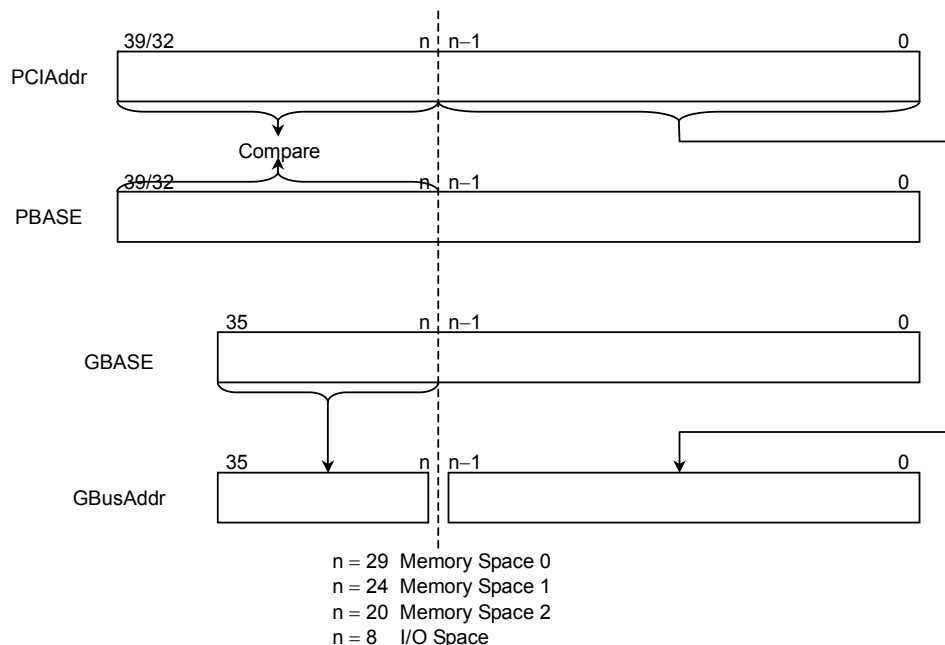 39/32 n n−1 0
PCIAddr
Compare
39/32 n n−1 0
PBASE
35 n n−1 0
GBASE
35 n n−1 0
GBusAddr
n = 29 Memory Space 0
n = 24 Memory Space 1
n = 20 Memory Space 2
n = 8 I/O Space